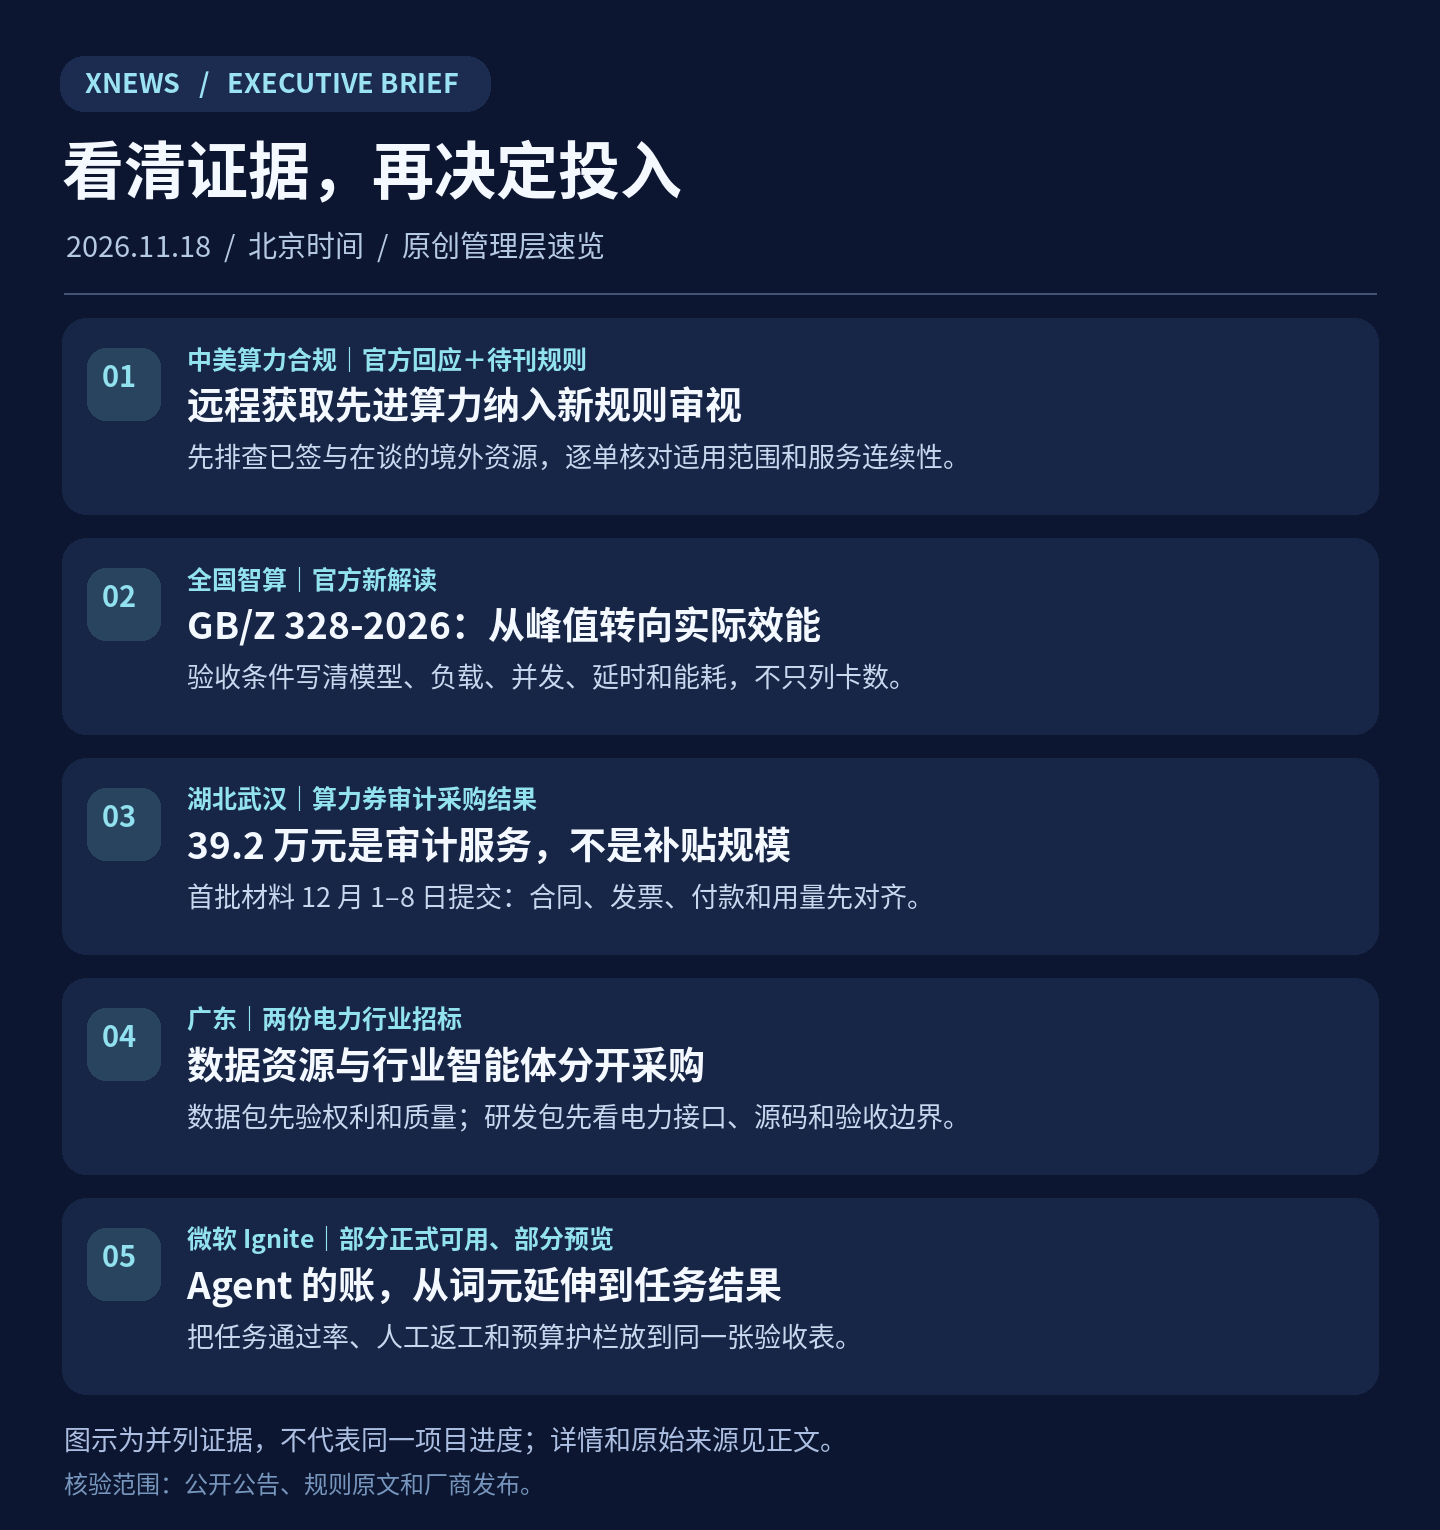 XNEWS / EXECUTIVE BRIEF
看清证据，再决定投入
2026.11.18 / 北京时间 / 原创管理层速览
01
中美算力合规｜官方回应＋待刊规则
远程获取先进算力纳入新规则审视
先排查已签与在谈的境外资源，逐单核对适用范围和服务连续性。
02
全国智算｜官方新解读
GB/Z 328-2026：从峰值转向实际效能
验收条件写清模型、负载、并发、延时和能耗，不只列卡数。
03
湖北武汉｜算力券审计采购结果
39.2 万元是审计服务，不是补贴规模
首批材料 12 月 1–8 日提交：合同、发票、付款和用量先对齐。
04
广东｜两份电力行业招标
数据资源与行业智能体分开采购
数据包先验权利和质量；研发包先看电力接口、源码和验收边界。
05
微软 Ignite｜部分正式可用、部分预览
Agent 的账，从词元延伸到任务结果
把任务通过率、人工返工和预算护栏放到同一张验收表。
图示为并列证据，不代表同一项目进度；详情和原始来源见正文。
核验范围：公开公告、规则原文和厂商发布。